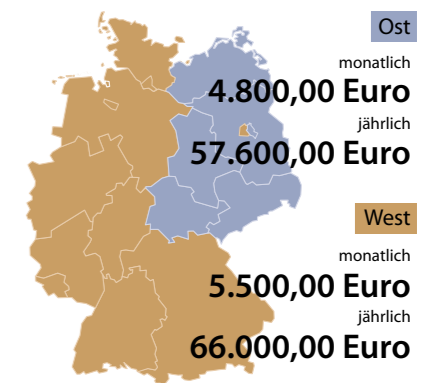 Ost
monatlich
4.800,00 Euro
jährlich
57.600,00 Euro
West
monatlich
5.500,00 Euro
jährlich
66.000,00 Euro